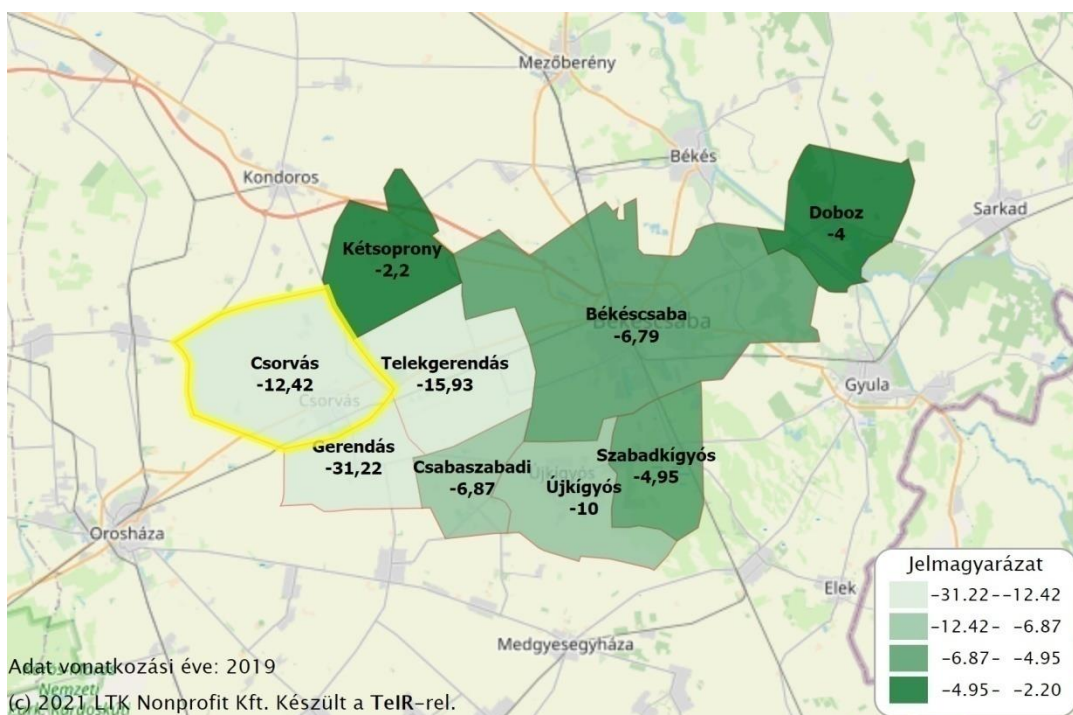 Mezőberény
Békés
Kondoros
Doboz
-4
Sarkad
Kétsoprony
-2,2
Békéscsaba
Békéscsaba
-6,79
Csorvás
-12,42
Csorvás
Telekgerendás
-15,93
Gyula
Gerendás
-31,22
Csabaszabadi
-6,87
Szabadkígyós
-4,95
Újkígyós
Újkígyós
-10
Orosháza
Elek
Medgyesegyháza
Jelmagyarázat
-31.22--12.42
-12.42- -6.87
-6.87- -4.95
-4.95- -2.20
Adat vonatkozási éve: 2019
Nemzeti
(c) 2021 LTK Nonprofit Kft. Készült a TeIR-rel.